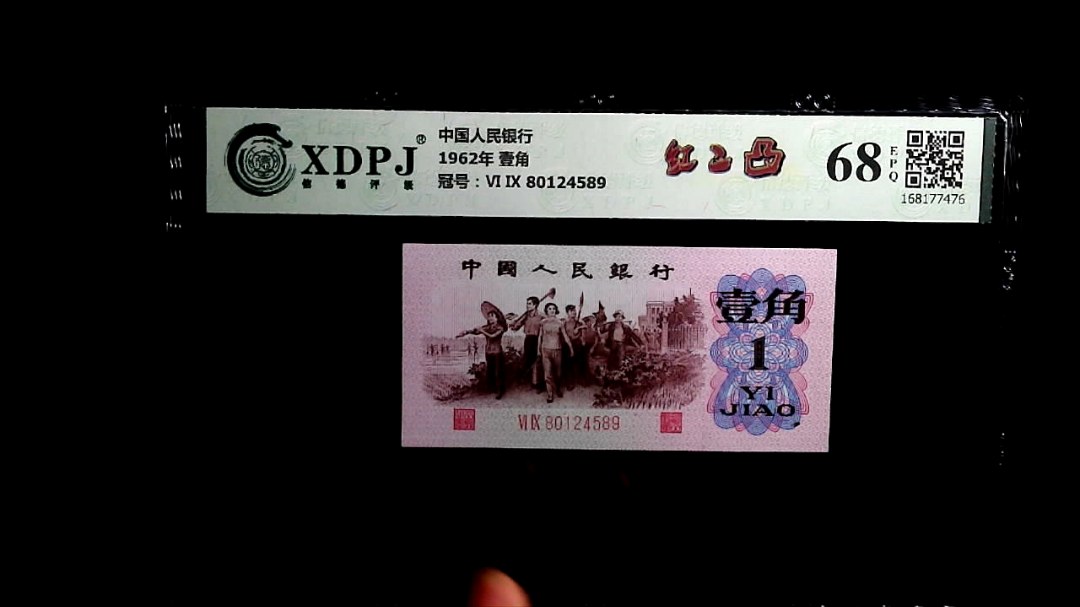 XDPJ®
信德评级
中国人民银行
1962年 壹角
冠号：VI IX 80124589
红2凸
68
EPQ
168177476
中國人民銀行
壹角
1
YI
JIAO
VI IX 80124589